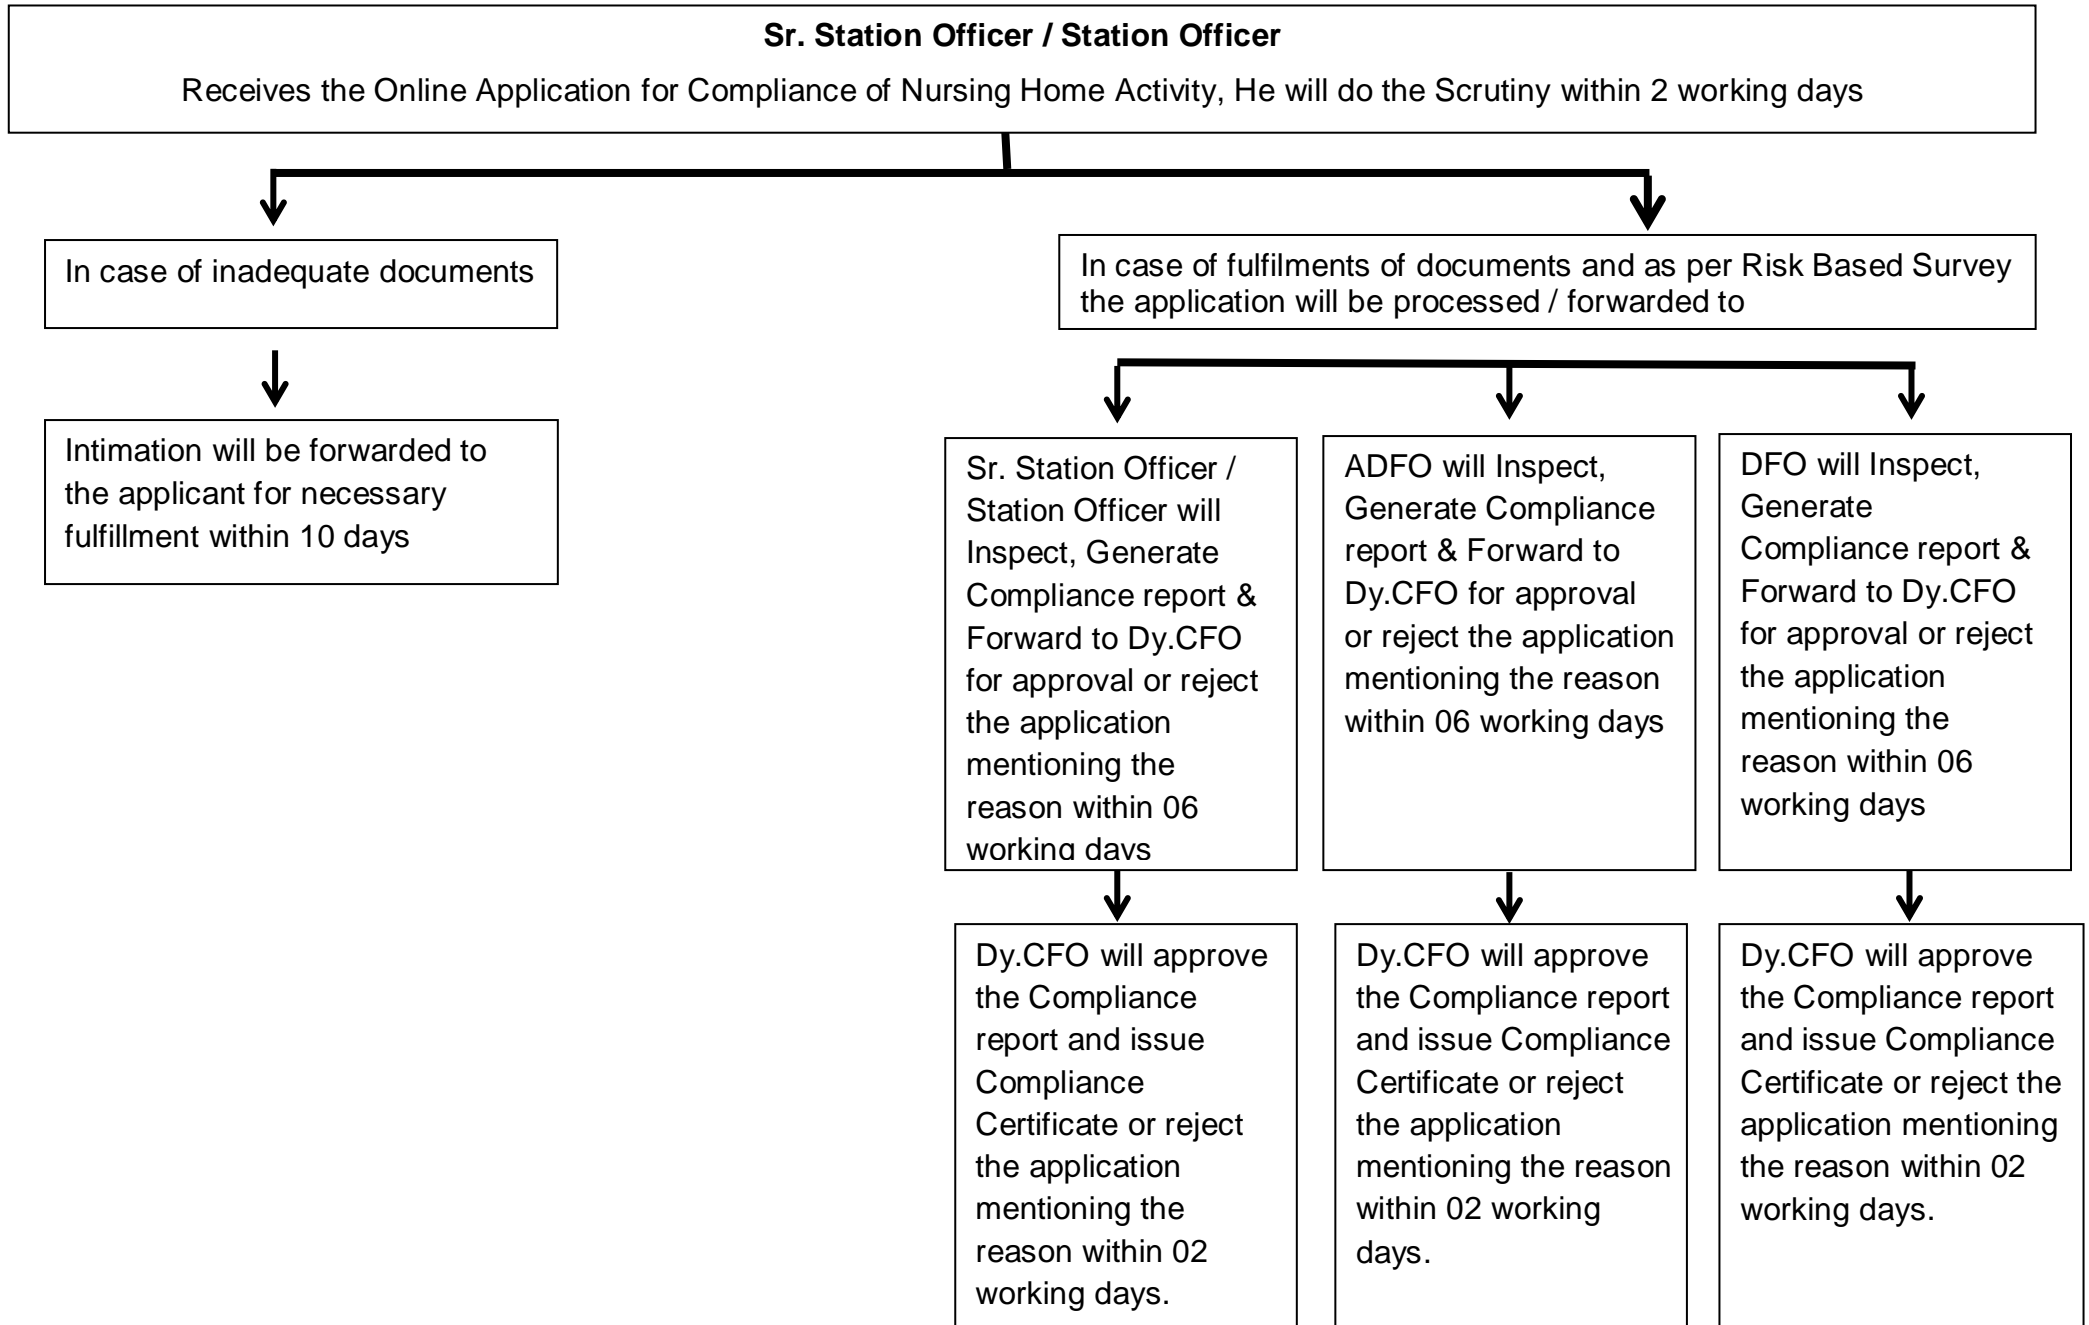 Sr. Station Officer / Station Officer
Receives the Online Application for Compliance of Nursing Home Activity, He will do the Scrutiny within 2 working days
In case of inadequate documents
In case of fulfilments of documents and as per Risk Based Survey
the application will be processed / forwarded to
Intimation will be forwarded to
the applicant for necessary
fulfillment within 10 days
Sr. Station Officer /
Station Officer will
Inspect, Generate
Compliance report &
Forward to Dy.CFO
for approval or reject
the application
mentioning the
reason within 06
working days
ADFO will Inspect,
Generate Compliance
report & Forward to
Dy.CFO for approval
or reject the application
mentioning the reason
within 06 working days
DFO will Inspect,
Generate
Compliance report &
Forward to Dy.CFO
for approval or reject
the application
mentioning the
reason within 06
working days
Dy.CFO will approve
the Compliance
report and issue
Compliance
Certificate or reject
the application
mentioning the
reason within 02
working days.
Dy.CFO will approve
the Compliance report
and issue Compliance
Certificate or reject
the application
mentioning the reason
within 02 working
days.
Dy.CFO will approve
the Compliance report
and issue Compliance
Certificate or reject the
application mentioning
the reason within 02
working days.